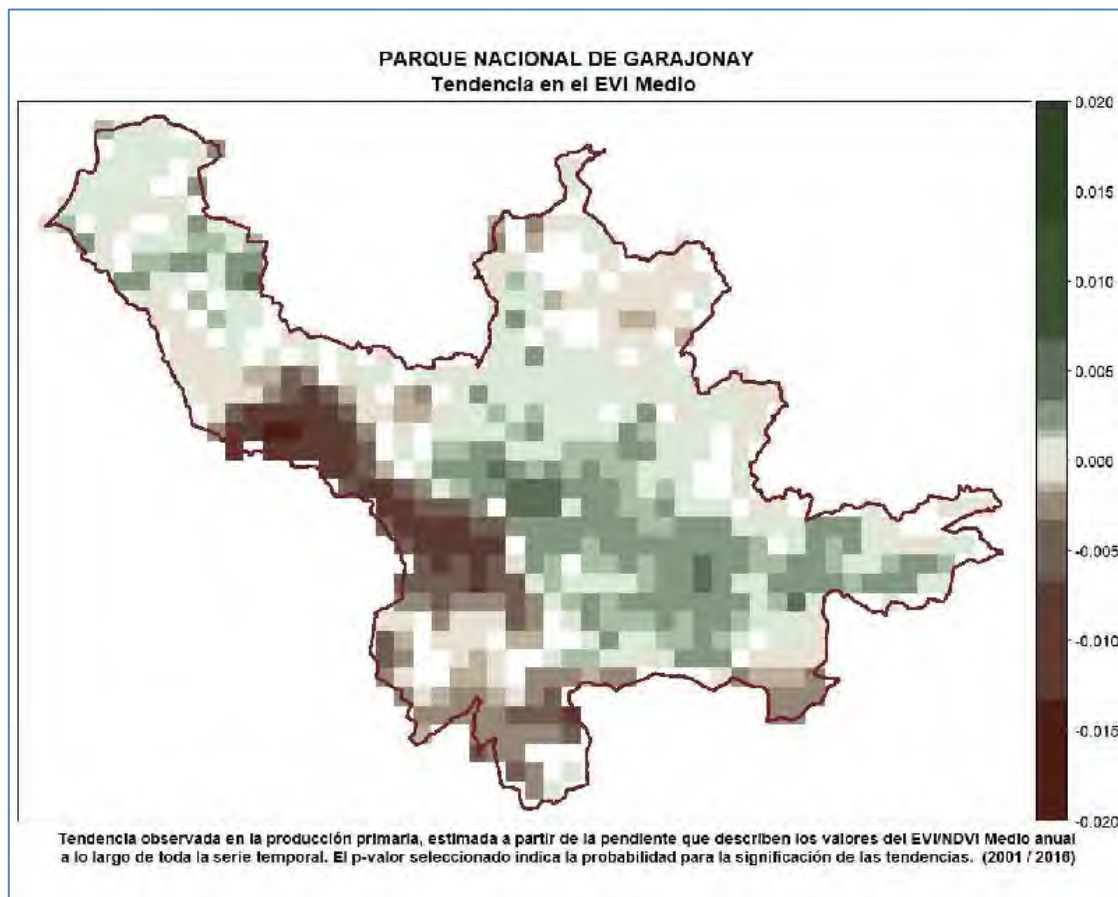 PARQUE NACIONAL DE GARAJONAY
Tendencia en el EVI Medio
0.020
0.015
0.010
0.005
0.000
-0.005
-0.010
-0.015
-0.020
Tendencia observada en la producción primaria, estimada a partir de la pendiente que describen los valores del EVI/NDVI Medio anual
a lo largo de toda la serie temporal. El p-valor seleccionado indica la probabilidad para la significación de las tendencias. (2001 / 2016)